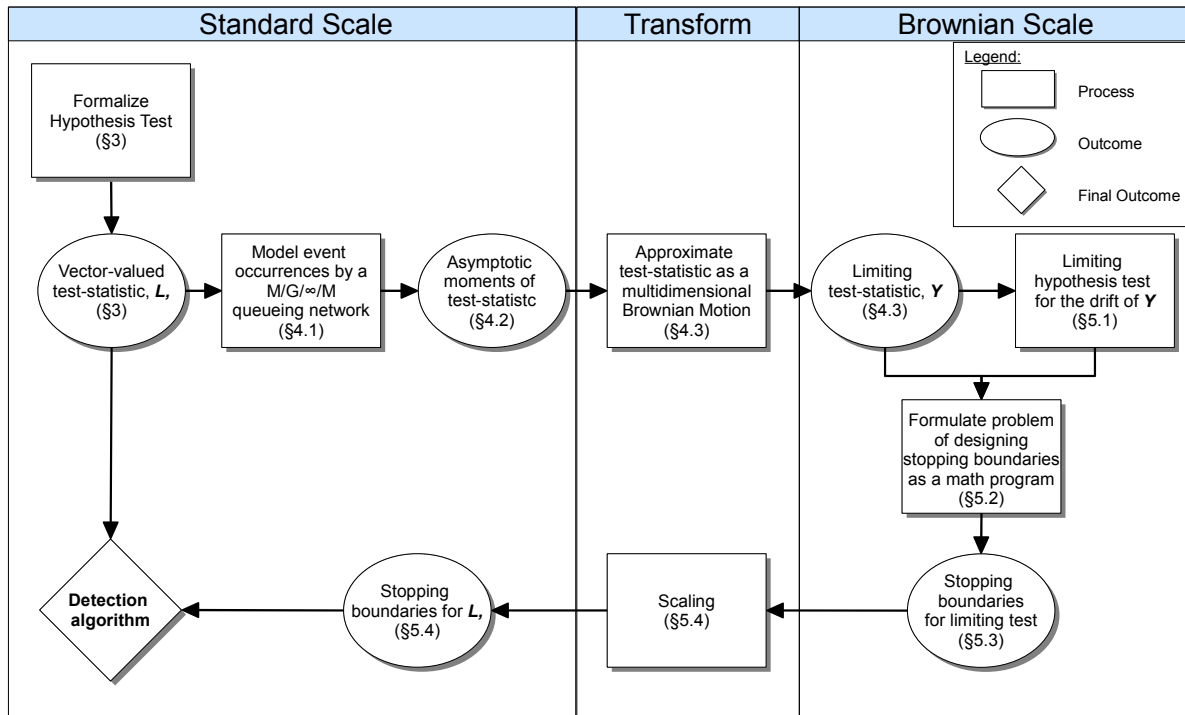 Standard Scale
Transform
Brownian Scale
Legend:
Process
Outcome
Final Outcome
Formalize
Hypothesis Test
(§3)
Vector-valued
test-statistic, L,
(§3)
Model event
occurrences by a
M/G/∞/M
queueing network
(§4.1)
Asymptotic
moments of
test-statistc
(§4.2)
Approximate
test-statistic as a
multidimensional
Brownian Motion
(§4.3)
Limiting
test-statistic, Y
(§4.3)
Limiting
hypothesis test
for the drift of Y
(§5.1)
Formulate problem
of designing
stopping boundaries
as a math program
(§5.2)
Detection
algorithm
Stopping
boundaries for L,
(§5.4)
Scaling
(§5.4)
Stopping
boundaries
for limiting test
(§5.3)